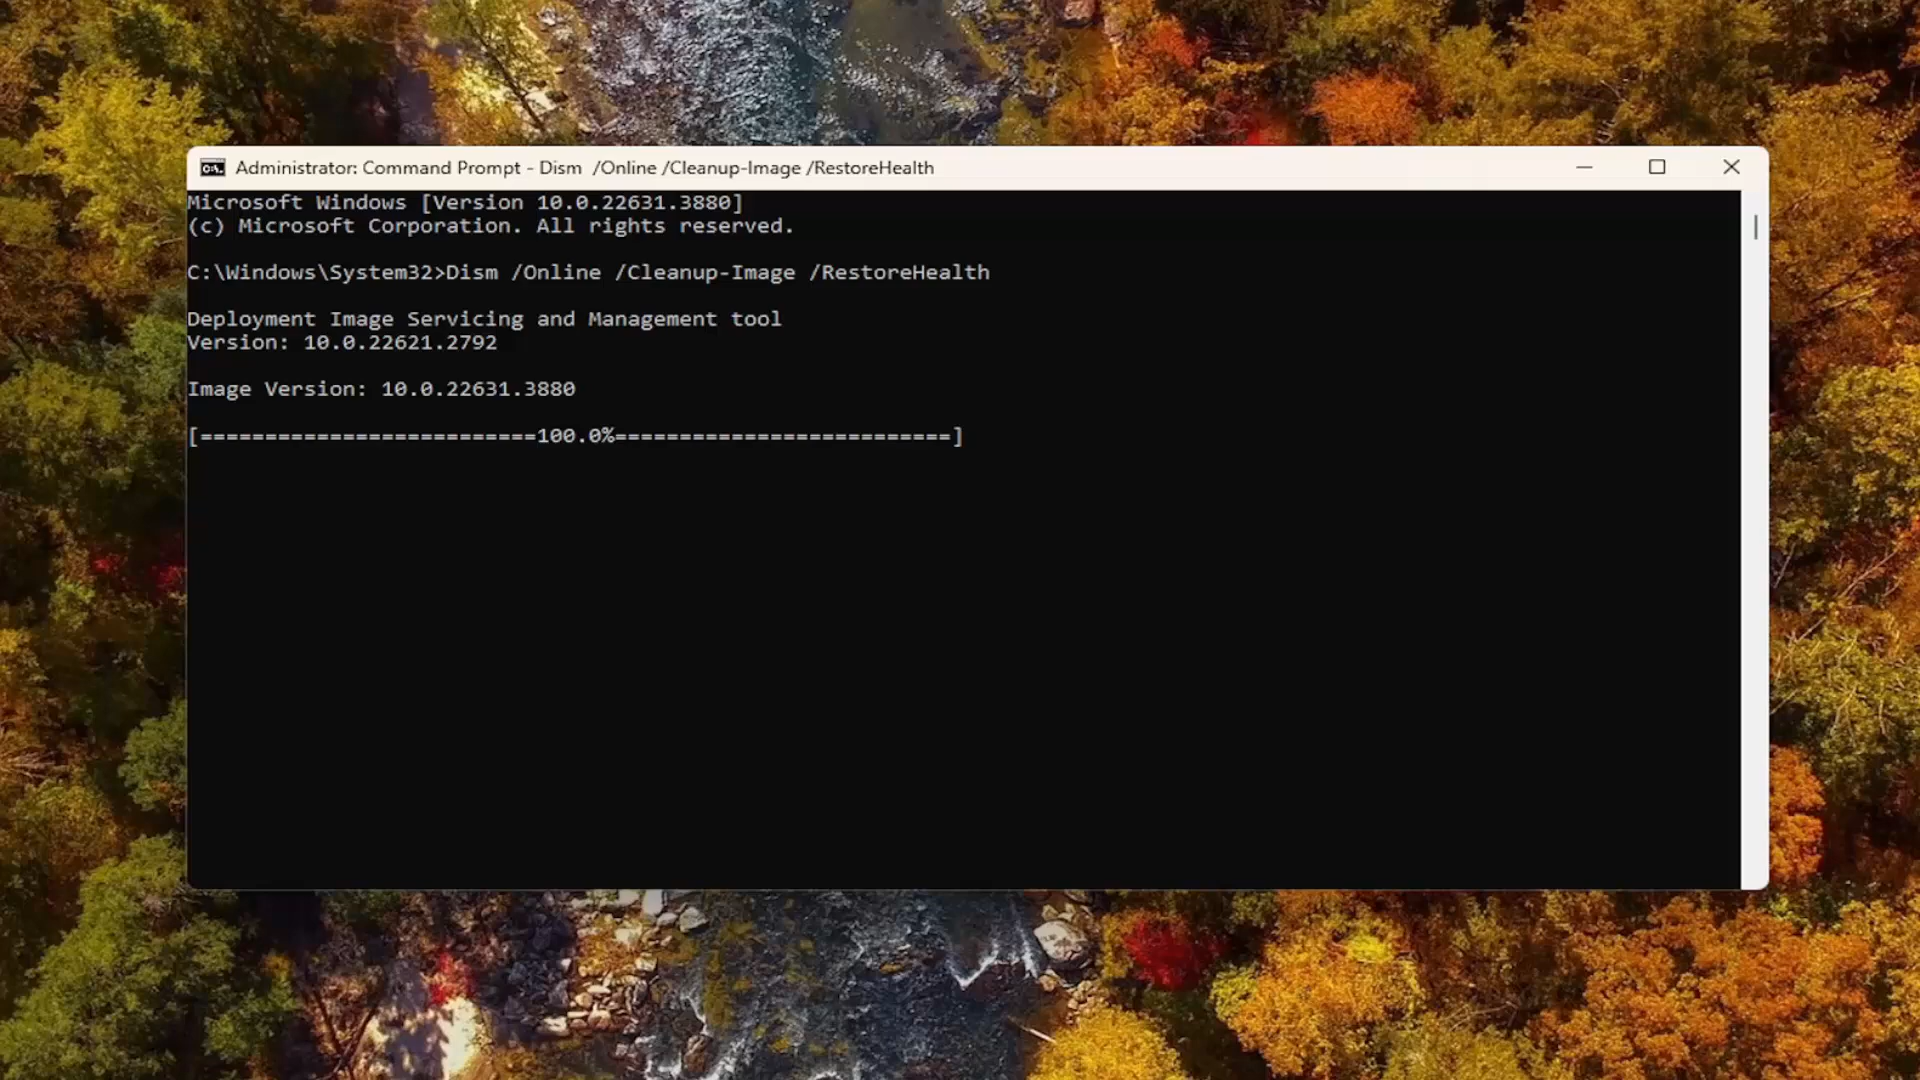 Administrator: Command Prompt - Dism  /Online /Cleanup-Image /RestoreHealth
Microsoft Windows [Version 10.0.22631.3880]
(c) Microsoft Corporation. All rights reserved.
C:\Windows\System32>Dism /Online /Cleanup-Image /RestoreHealth
Deployment Image Servicing and Management tool
Version: 10.0.22621.2792
Image Version: 10.0.22631.3880
[==========================100.0%==========================]